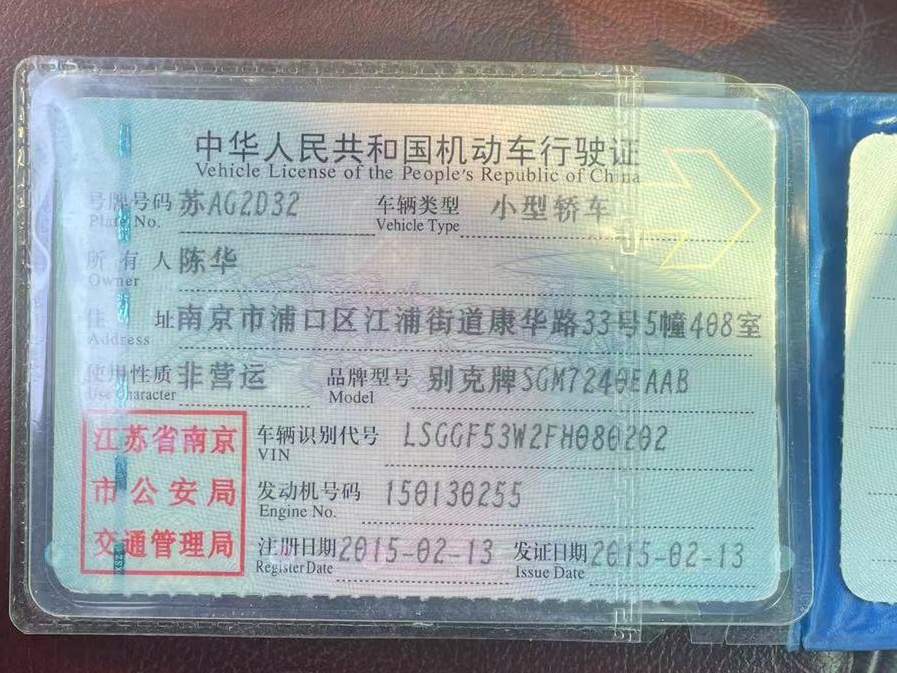 中华人民共和国机动车行驶证
Vehicle License of the People's Republic of China
号牌号码 苏AG2D32 车辆类型 小型轿车
Plate No. Vehicle Type
所有人 陈华
Owner
住址 南京市浦口区江浦街道康华路33号5幢408室
Address
使用性质 非营运 品牌型号 别克牌SGM7240EAAB
Use Character Model
江苏省南京
市公安局
交通管理局
车辆识别代号 LSGGF53W2FH080202
VIN
发动机号码 150130255
Engine No.
注册日期 2015-02-13 发证日期 2015-02-13
Register Date Issue Date